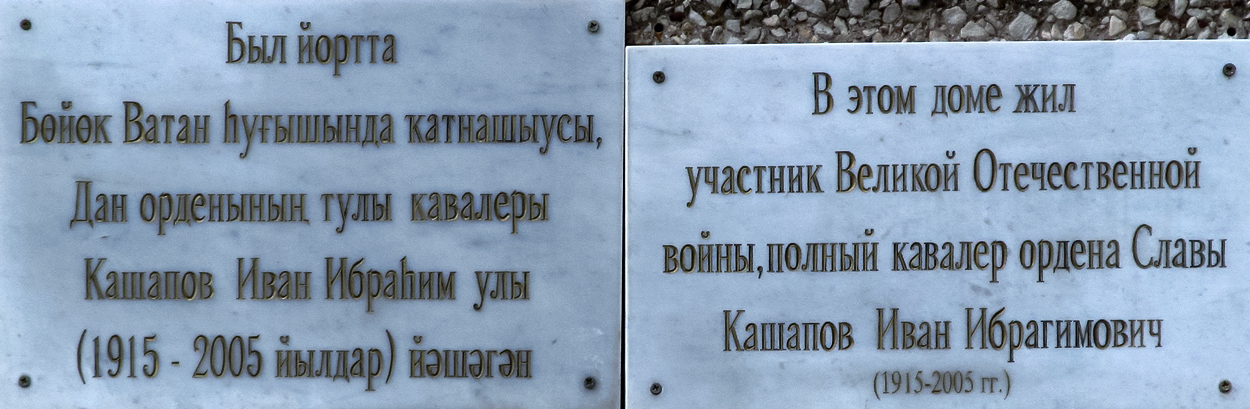 Был йортта
Бөйөк Ватан һуғышында ҡатнашыусы,
Дан орденының тулы кавалеры
Кашапов Иван Ибраһим улы
(1915 - 2005 йылдар) йәшәгән
В этом доме жил
участник Великой Отечественной
войны, полный кавалер ордена Славы
Кашапов Иван Ибрагимович
(1915-2005 гг.)